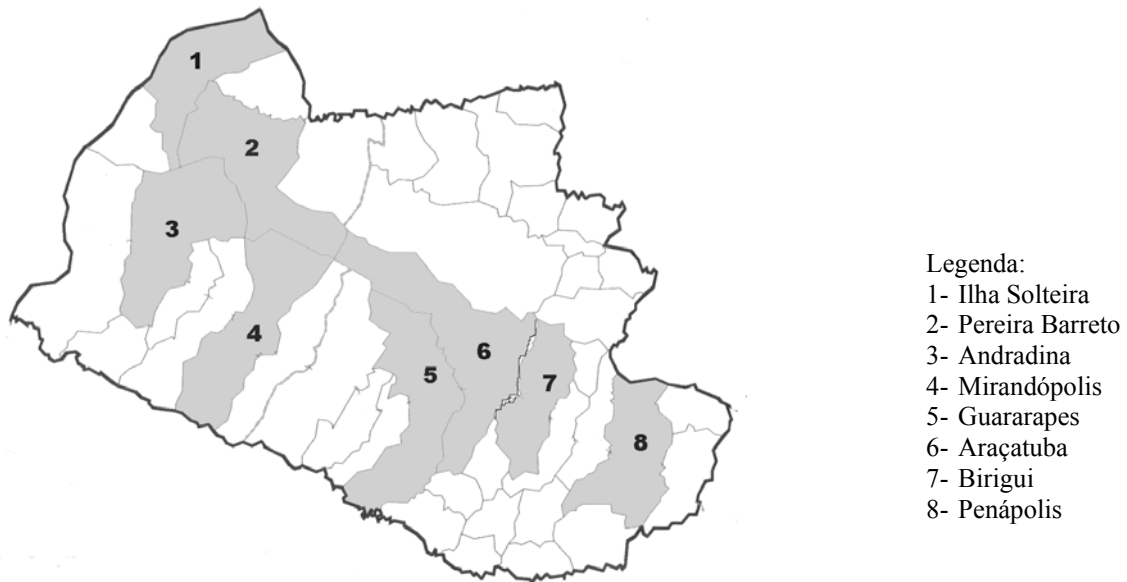 1
2
3
4
5
6
7
8
Legenda:
1- Ilha Solteira
2- Pereira Barreto
3- Andradina
4- Mirandópolis
5- Guararapes
6- Araçatuba
7- Birigui
8- Penápolis